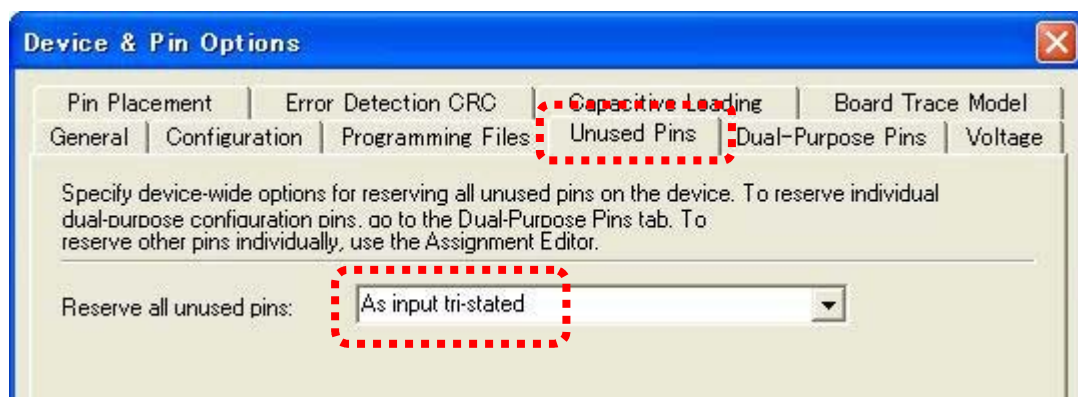 Device & Pin Options
Pin Placement Error Detection CRC Capacitive Loading Board Trace Model
General Configuration Programming Files Unused Pins Dual-Purpose Pins Voltage
Specify device-wide options for reserving all unused pins on the device. To reserve individual
dual-purpose configuration pins, go to the Dual-Purpose Pins tab. To
reserve other pins individually, use the Assignment Editor.
Reserve all unused pins: As input tri-stated